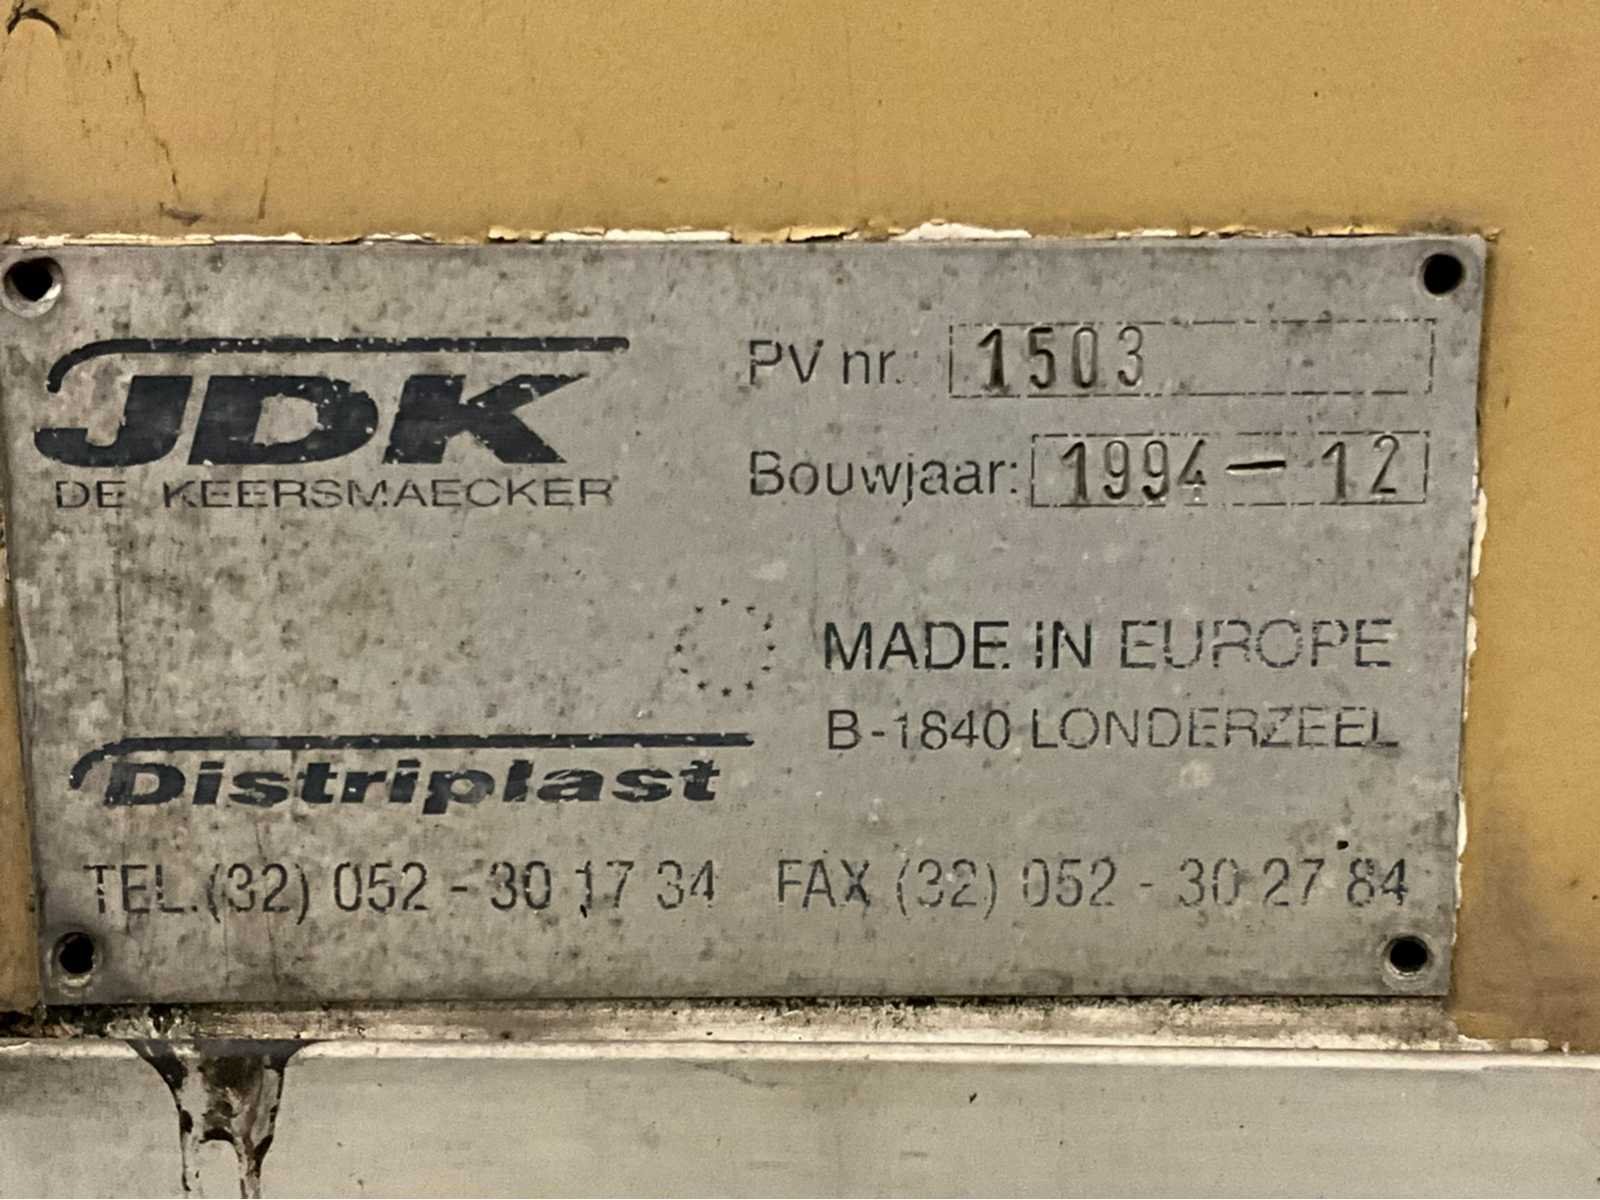 JDK
DE KEERSMAECKER
PV nr.: 1503
Bouwjaar: 1994-12
MADE IN EUROPE
B-1840 LONDERZEEL
Distriplast
TEL.(32) 052 - 30 17 34 FAX (32) 052 - 30 27 84